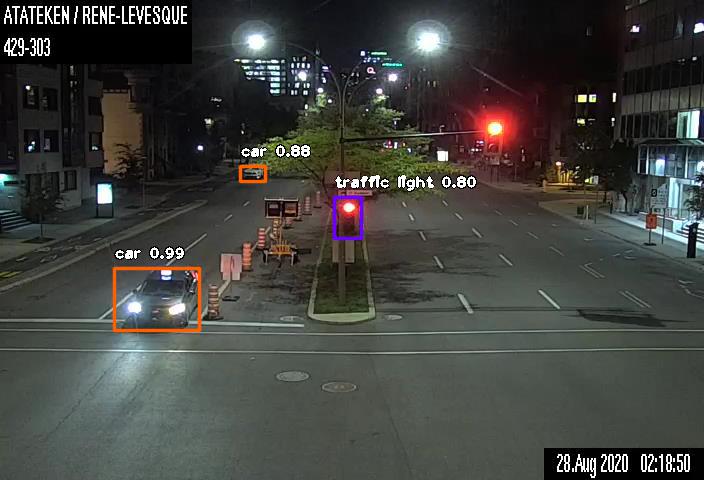 ATATEKEN / RENE-LEVESQUE
429-303
car 0.88
traffic light 0.80
car 0.99
28.Aug 2020 02:18:50